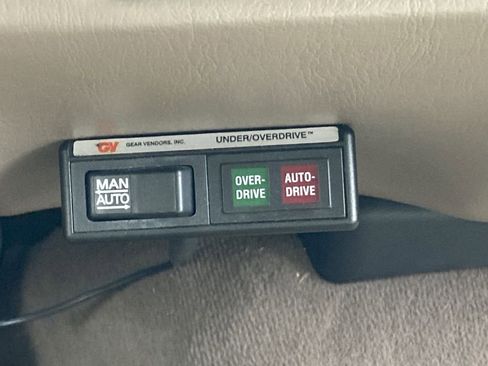 GV GEAR VENDORS, INC. UNDER/OVERDRIVE™
MAN
AUTO
OVER-
DRIVE
AUTO-
DRIVE